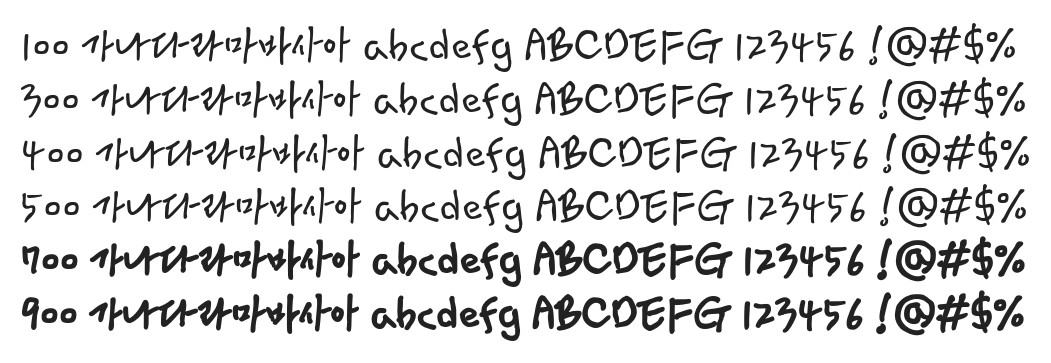 100 가나다라마바사아 abcdefg ABCDEFG 123456 !@#$%
300 가나다라마바사아 abcdefg ABCDEFG 123456 !@#$%
400 가나다라마바사아 abcdefg ABCDEFG 123456 !@#$%
500 가나다라마바사아 abcdefg ABCDEFG 123456 !@#$%
700 가나다라마바사아 abcdefg ABCDEFG 123456 !@#$%
900 가나다라마바사아 abcdefg ABCDEFG 123456 !@#$%